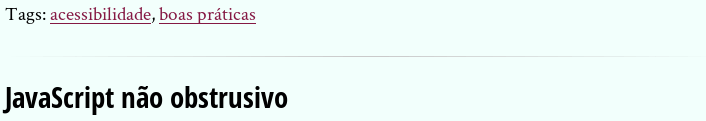 Tags: acessibilidade, boas práticas
JavaScript não obstrusivo